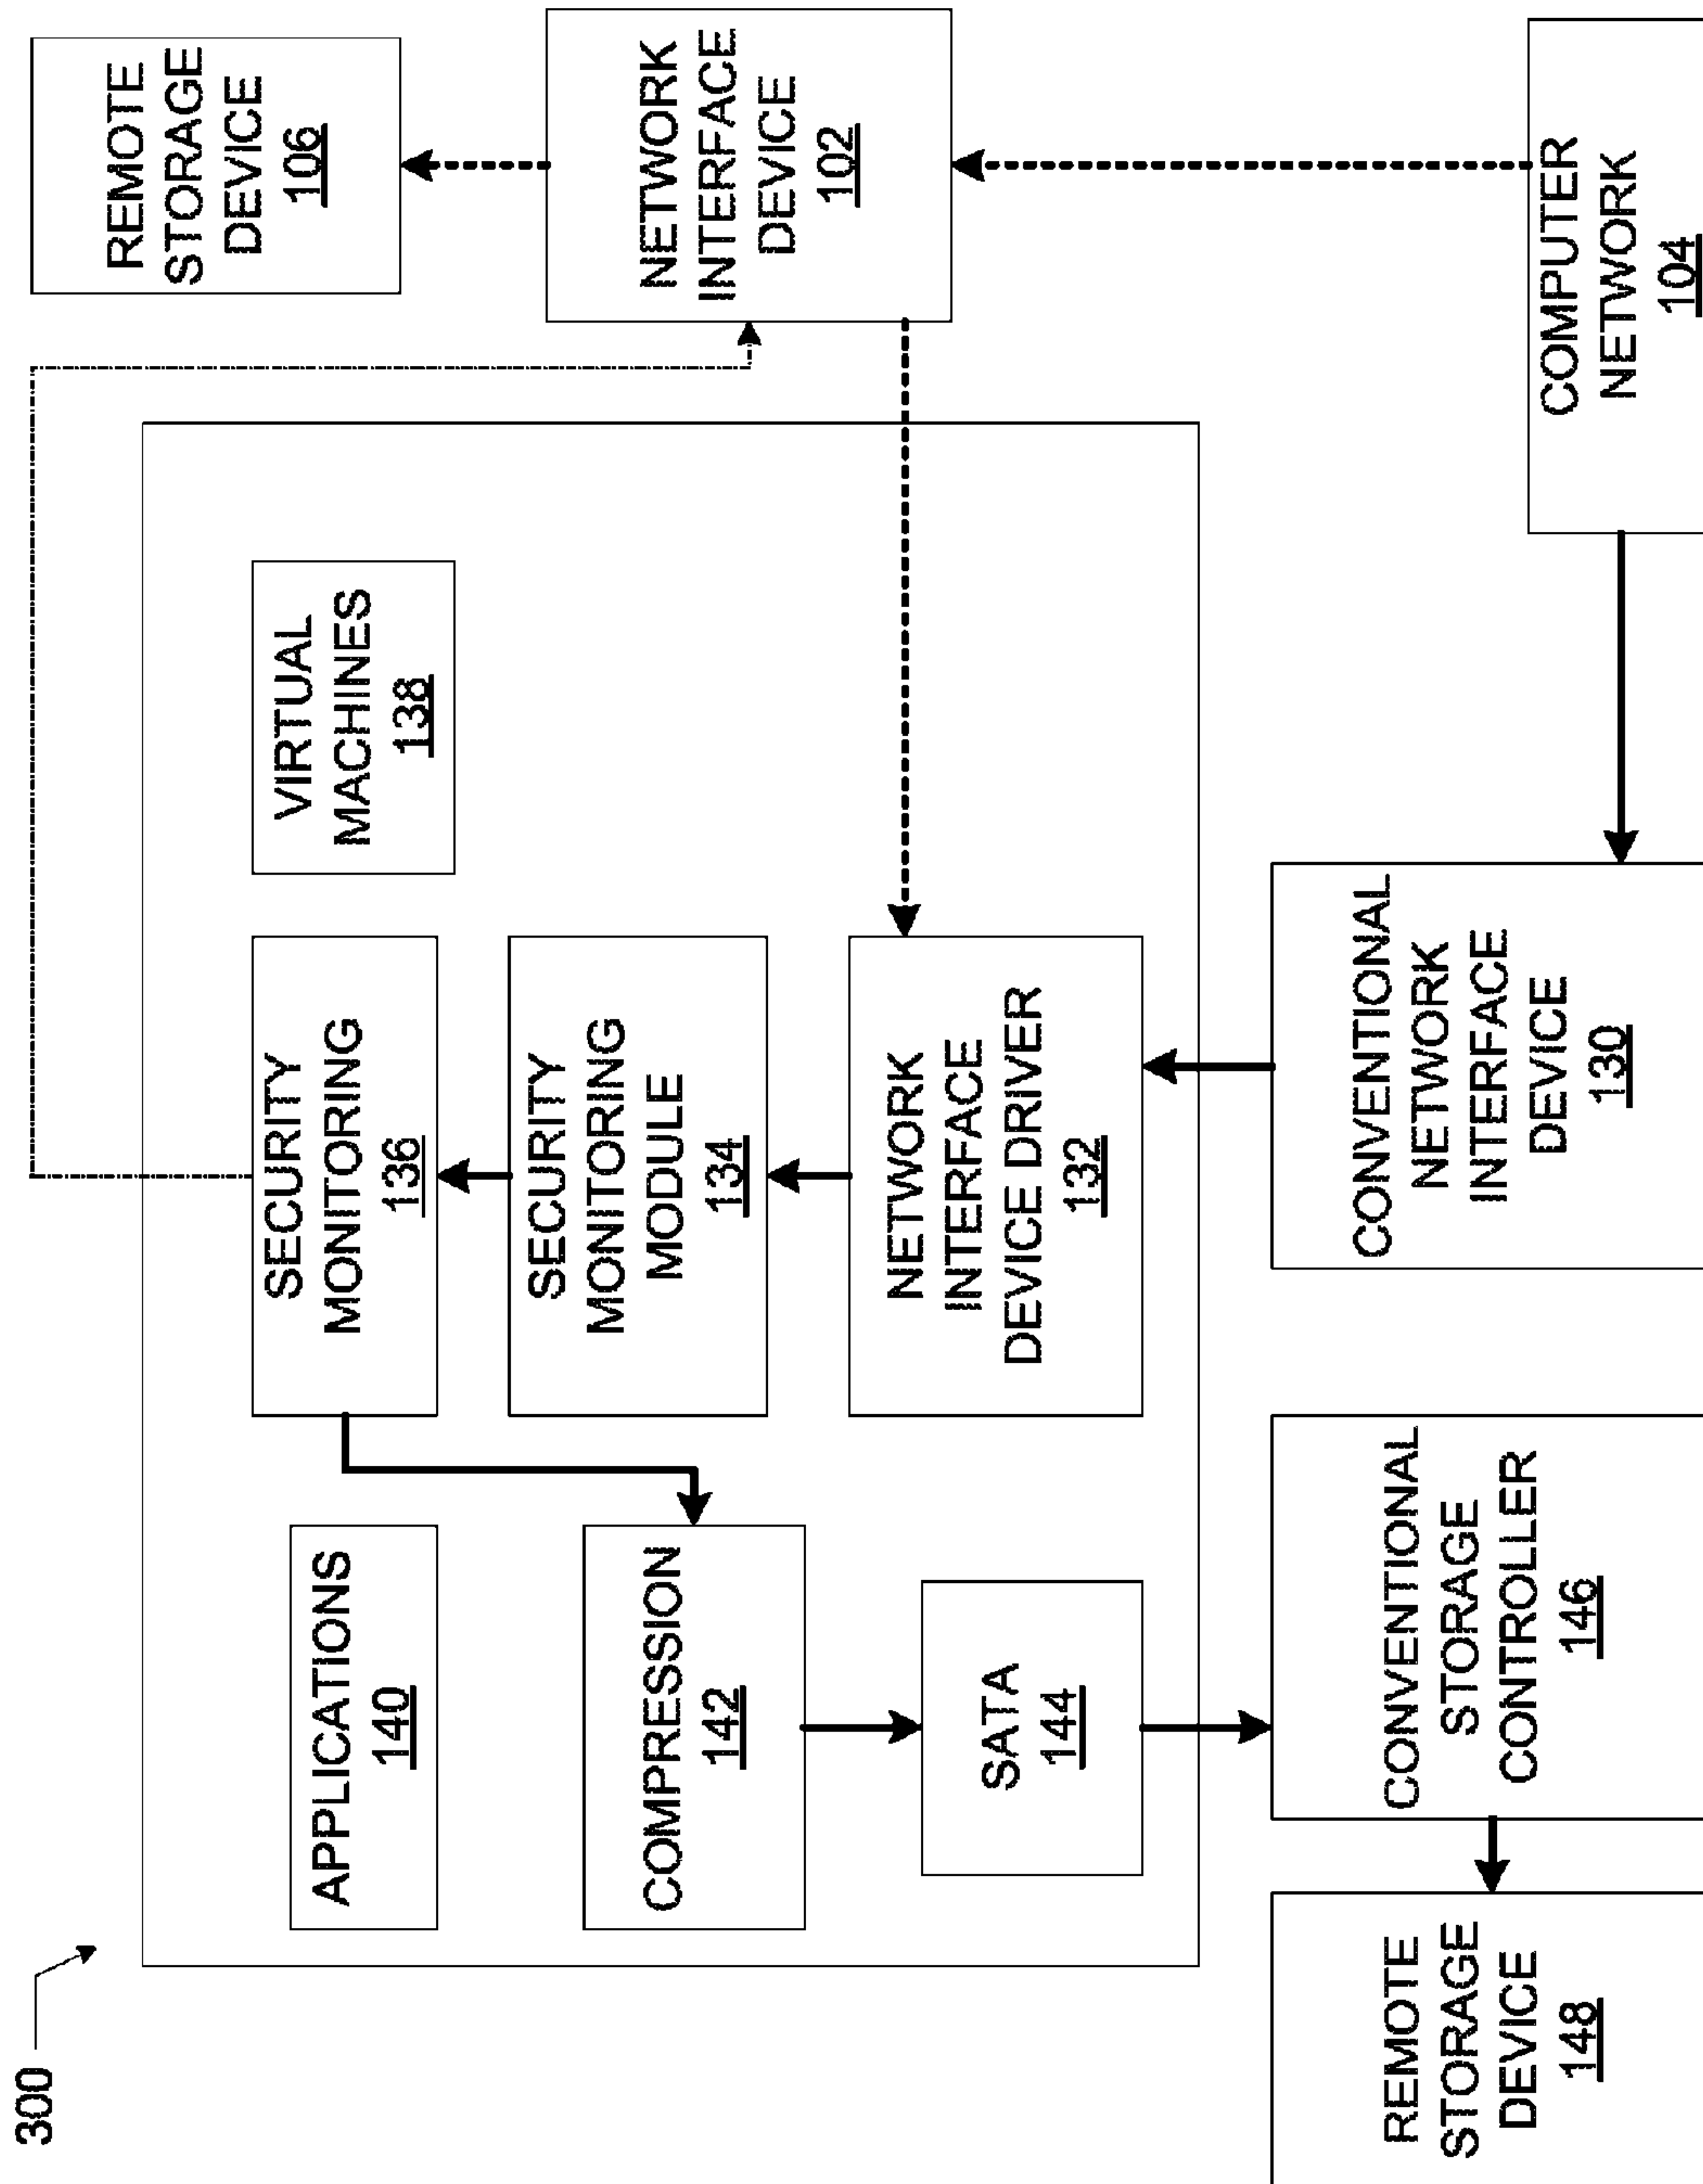 300
APPLICATIONS
140
COMPRESSION
142
SATA
144
CONVENTIONAL
STORAGE
CONTROLLER
146
REMOTE
STORAGE
DEVICE
148
SECURITY
MONITORING
136
SECURITY
MONITORING
MODULE
134
NETWORK
INTERFACE
DEVICE DRIVER
132
CONVENTIONAL
NETWORK
INTERFACE
DEVICE
130
VIRTUAL
MACHINES
138
REMOTE
STORAGE
DEVICE
106
NETWORK
INTERFACE
DEVICE
102
COMPUTER
NETWORK
104